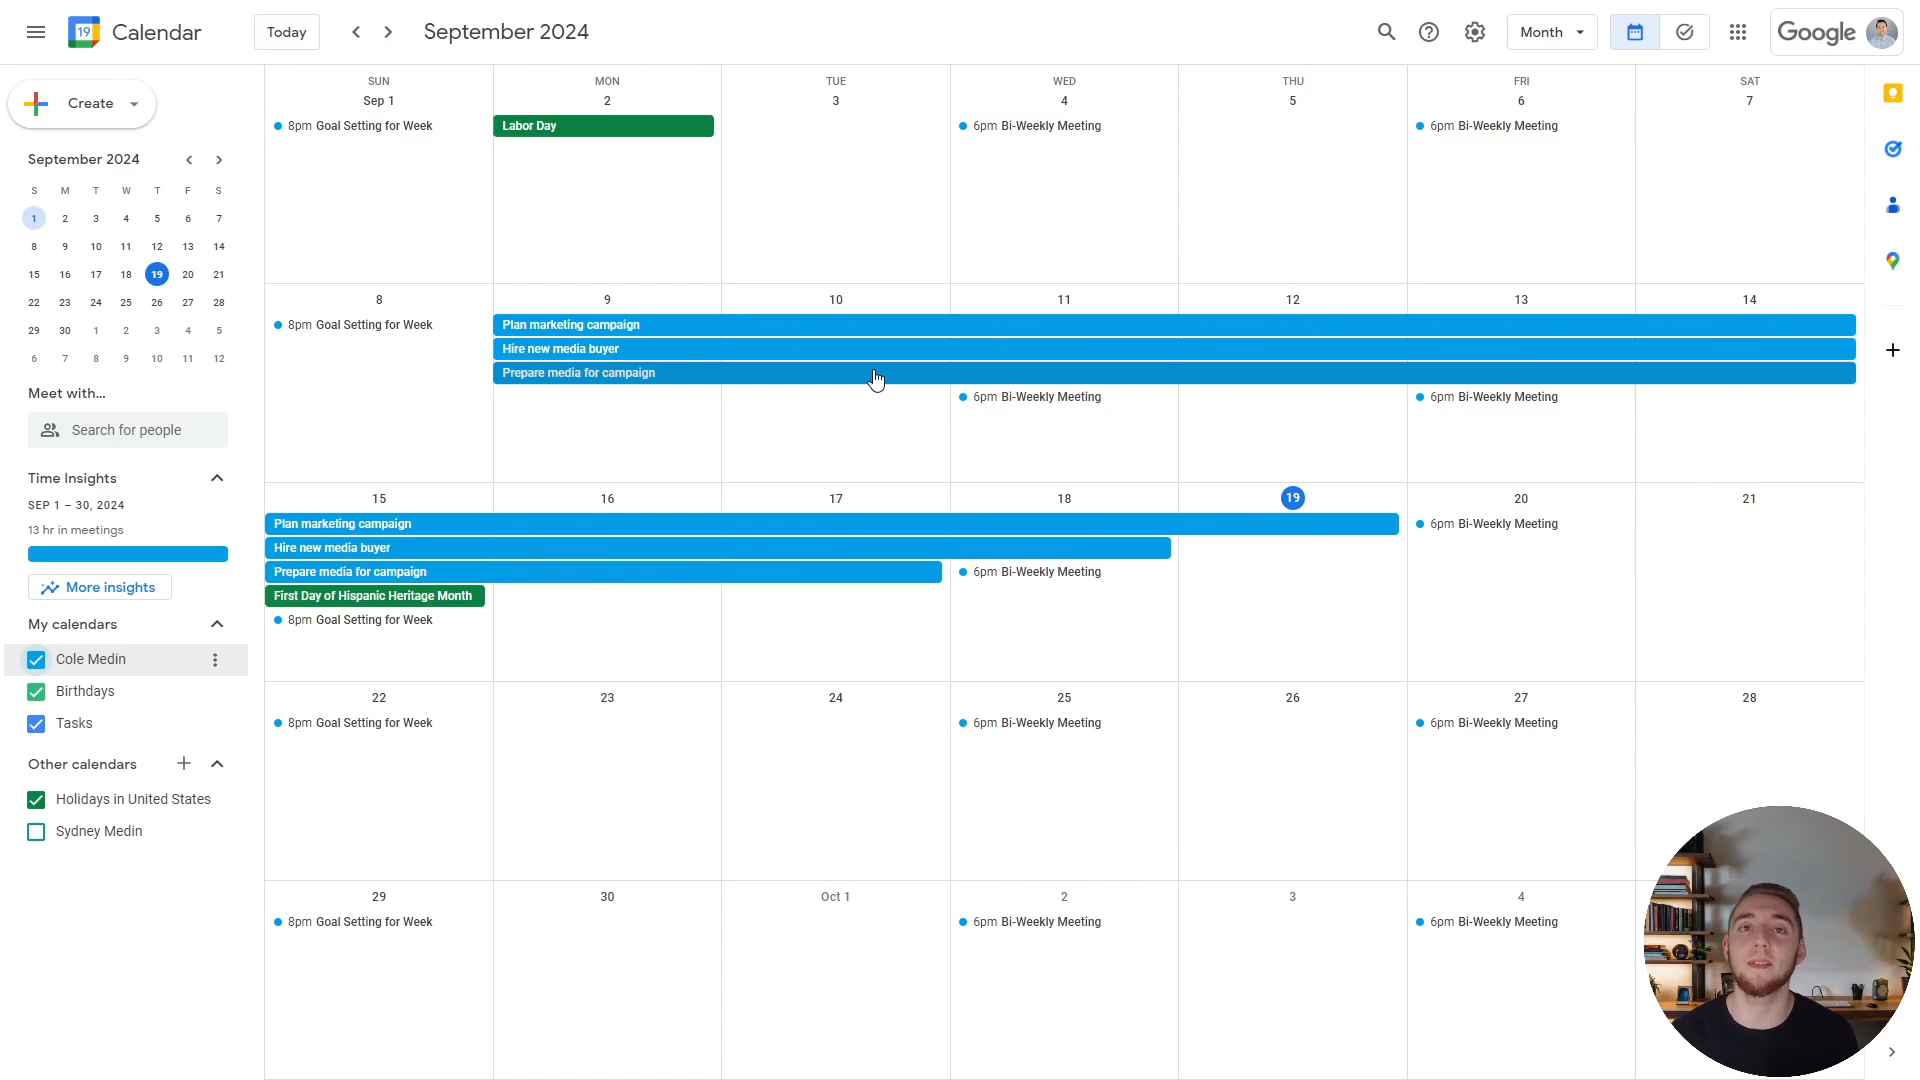 19 Calendar Today September 2024 Month Google
Create
September 2024
S M T W T F S
1 2 3 4 5 6 7
8 9 10 11 12 13 14
15 16 17 18 19 20 21
22 23 24 25 26 27 28
29 30 1 2 3 4 5
6 7 8 9 10 11 12
Meet with...
Search for people
Time Insights
SEP 1 – 30, 2024
13 hr in meetings
More insights
My calendars
Cole Medin
Birthdays
Tasks
Other calendars
Holidays in United States
Sydney Medin
SUN MON TUE WED THU FRI SAT
Sep 1 2 3 4 5 6 7
8pm Goal Setting for Week Labor Day 6pm Bi-Weekly Meeting 6pm Bi-Weekly Meeting
8 9 10 11 12 13 14
8pm Goal Setting for Week Plan marketing campaign
Hire new media buyer
Prepare media for campaign
6pm Bi-Weekly Meeting 6pm Bi-Weekly Meeting
15 16 17 18 19 20 21
Plan marketing campaign 6pm Bi-Weekly Meeting
Hire new media buyer
Prepare media for campaign 6pm Bi-Weekly Meeting
First Day of Hispanic Heritage Month
8pm Goal Setting for Week
22 23 24 25 26 27 28
8pm Goal Setting for Week 6pm Bi-Weekly Meeting 6pm Bi-Weekly Meeting
29 30 Oct 1 2 3 4
8pm Goal Setting for Week 6pm Bi-Weekly Meeting 6pm Bi-Weekly Meeting